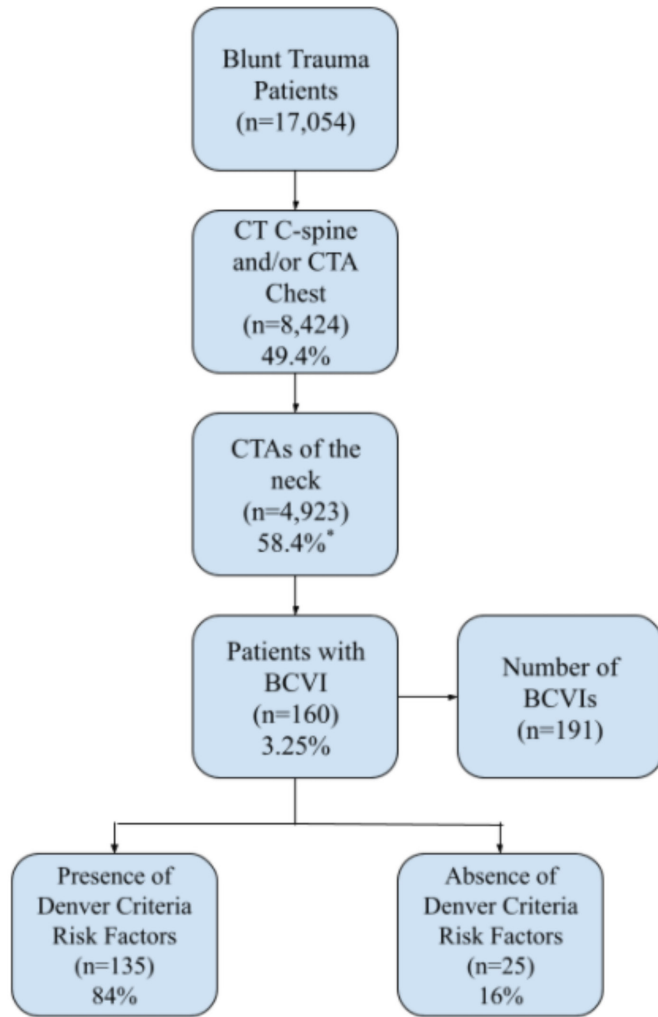 Blunt Trauma
Patients
(n=17,054)
CT C-spine
and/or CTA
Chest
(n=8,424)
49.4%
CTAs of the
neck
(n=4,923)
58.4%*
Patients with
BCVI
(n=160)
3.25%
Number of
BCVIs
(n=191)
Presence of
Denver Criteria
Risk Factors
(n=135)
84%
Absence of
Denver Criteria
Risk Factors
(n=25)
16%